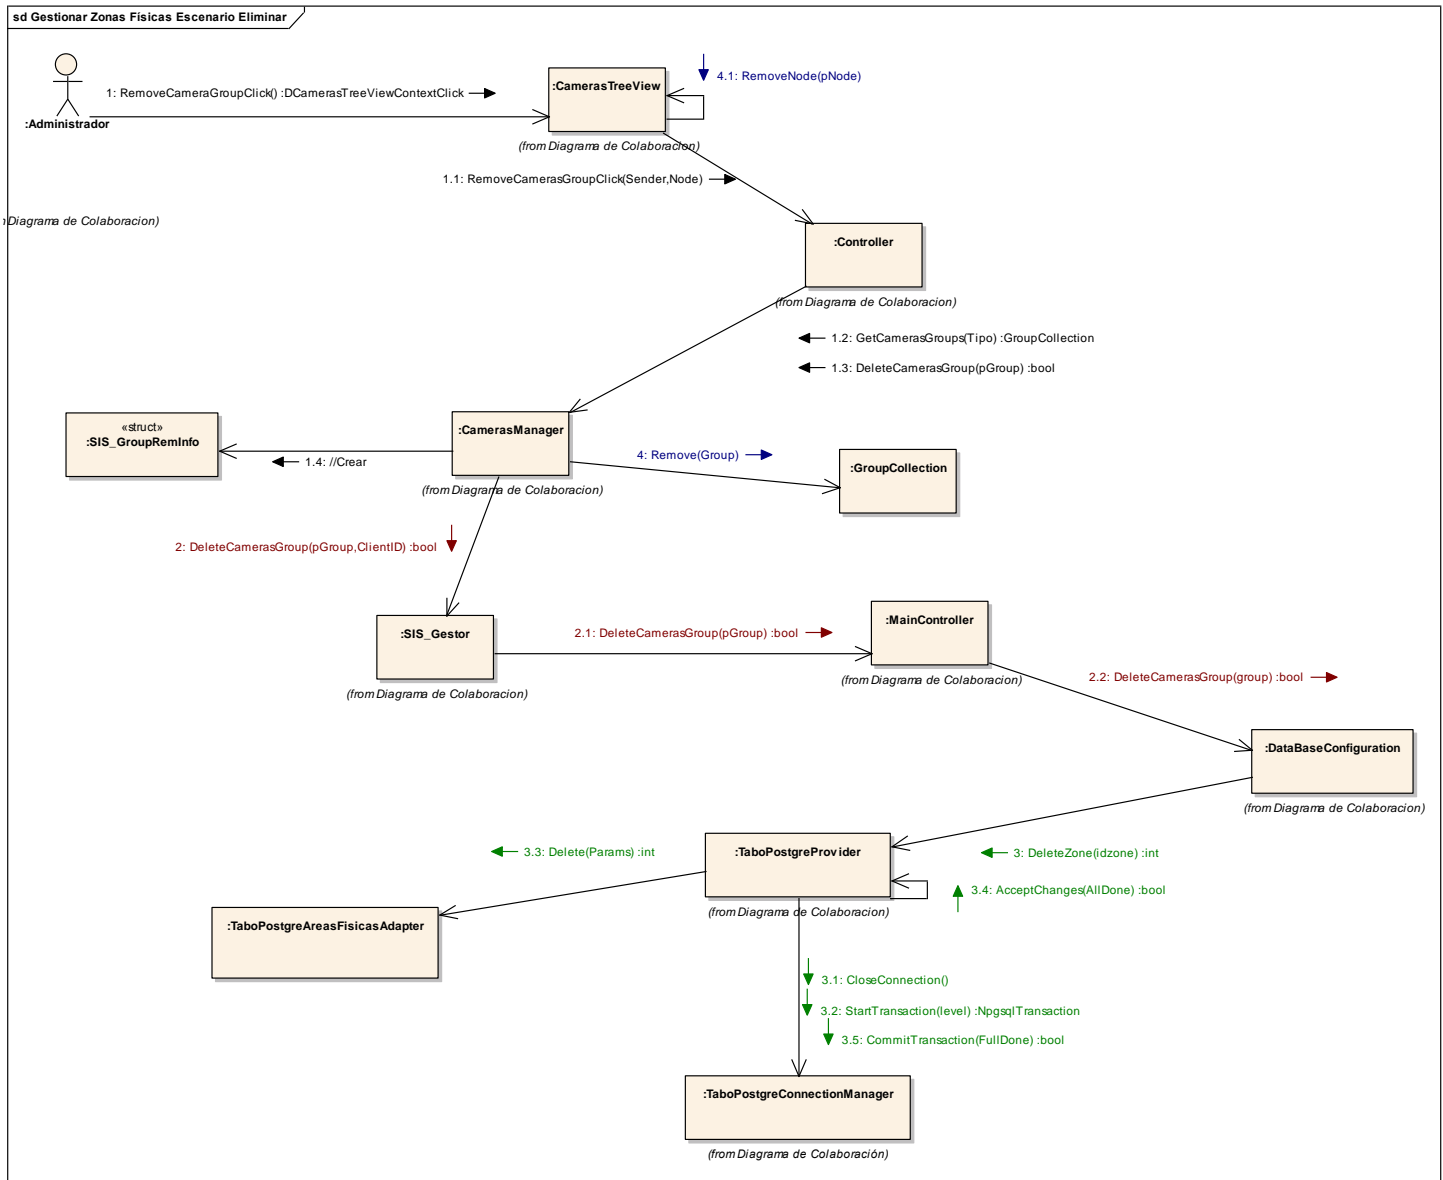 sd Gestionar Zonas Físicas Escenario Eliminar
4.1: RemoveNode(pNode)
:CamerasTreeView
1: RemoveCameraGroupClick() :DCamerasTreeViewContextClick
:Administrador
(from Diagrama de Colaboracion)
1.1: RemoveCamerasGroupClick(Sender,Node)
Diagrama de Colaboracion)
:Controller
(from Diagrama de Colaboracion)
1.2: GetCamerasGroups(Tipo) :GroupCollection
1.3: DeleteCamerasGroup(pGroup) :bool
«struct»
:SIS_GroupRemInfo
:CamerasManager
1.4: //Crear
4: Remove(Group)
:GroupCollection
(from Diagrama de Colaboracion)
2: DeleteCamerasGroup(pGroup,ClientID) :bool
:SIS_Gestor
2.1: DeleteCamerasGroup(pGroup) :bool
:MainController
(from Diagrama de Colaboracion)
(from Diagrama de Colaboracion)
2.2: DeleteCamerasGroup(group) :bool
:DataBaseConfiguration
(from Diagrama de Colaboracion)
3.3: Delete(Params) :int
:TaboPostgreProvider
3: DeleteZone(idzone) :int
3.4: AcceptChanges(AllDone) :bool
(from Diagrama de Colaboracion)
:TaboPostgreAreasFisicasAdapter
3.1: CloseConnection()
3.2: StartTransaction(level) :NpgsqlTransaction
3.5: CommitTransaction(FullDone) :bool
:TaboPostgreConnectionManager
(from Diagrama de Colaboración)